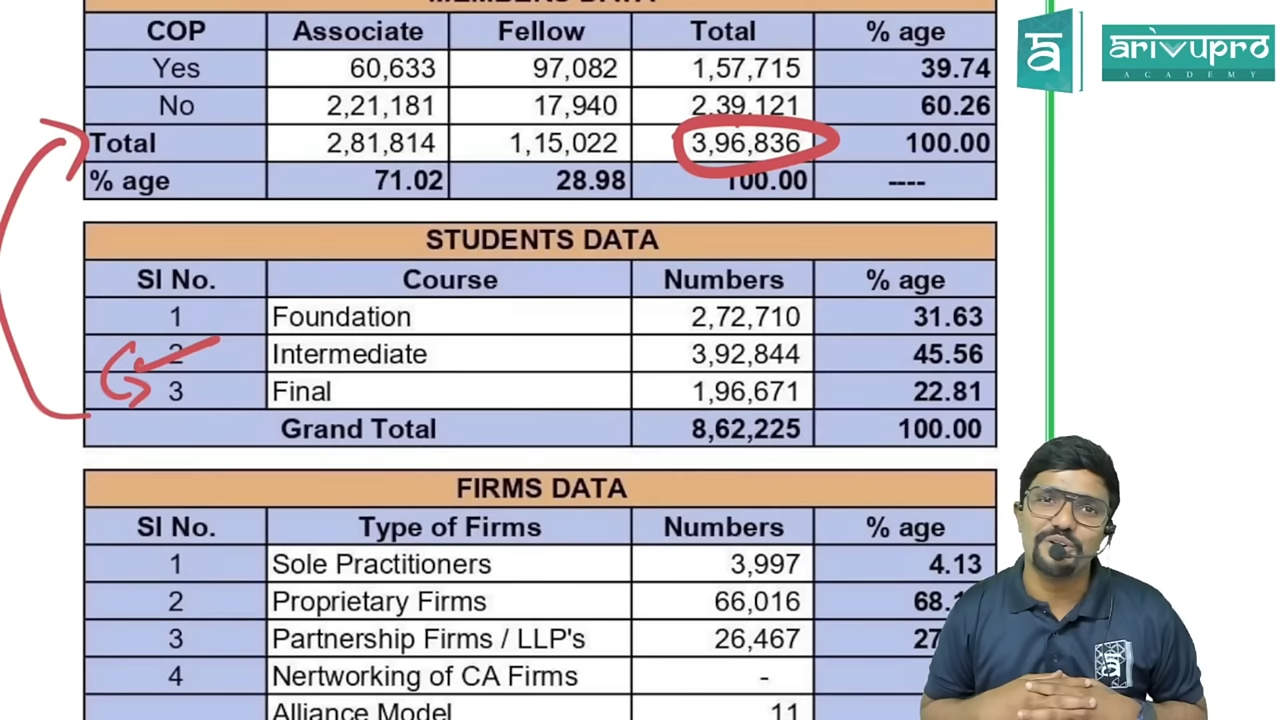 MEMBERS DATA
COP Associate Fellow Total % age
Yes 60,633 97,082 1,57,715 39.74
No 2,21,181 17,940 2,39,121 60.26
Total 2,81,814 1,15,022 3,96,836 100.00
% age 71.02 28.98 100.00 ----
STUDENTS DATA
SI No. Course Numbers % age
1 Foundation 2,72,710 31.63
2 Intermediate 3,92,844 45.56
3 Final 1,96,671 22.81
Grand Total 8,62,225 100.00
FIRMS DATA
SI No. Type of Firms Numbers % age
1 Sole Practitioners 3,997 4.13
2 Proprietary Firms 66,016
3 Partnership Firms / LLP's 26,467
4 Nertworking of CA Firms -
Alliance Model 11
arivupro
ACADEMY